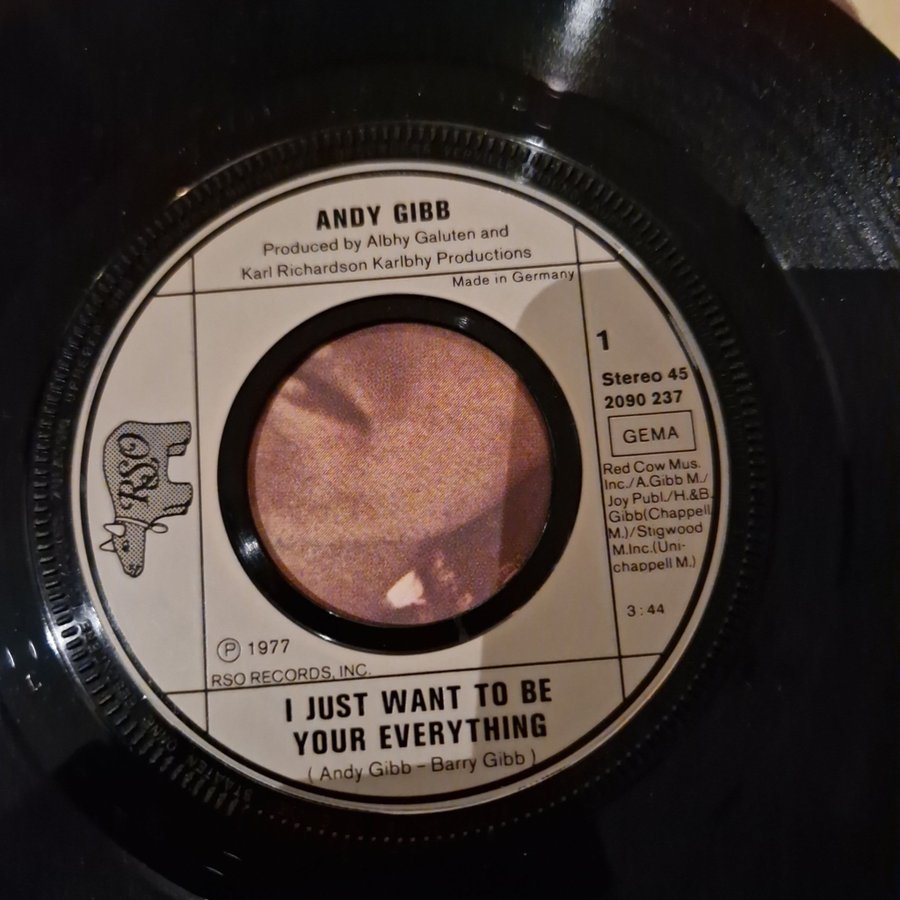 ANDY GIBB
Produced by Albhy Galuten and
Karl Richardson Karlbhy Productions
Made in Germany
1
Stereo 45
2090 237
GEMA
Red Cow Mus.
Inc./A.Gibb M./
Joy Publ./H.&B.
Gibb(Chappell
M.)/Stigwood
M.Inc.(Uni-
chappell M.)
3:44
RSO
Ⓟ 1977
RSO RECORDS, INC.
I JUST WANT TO BE
YOUR EVERYTHING
(Andy Gibb – Barry Gibb)